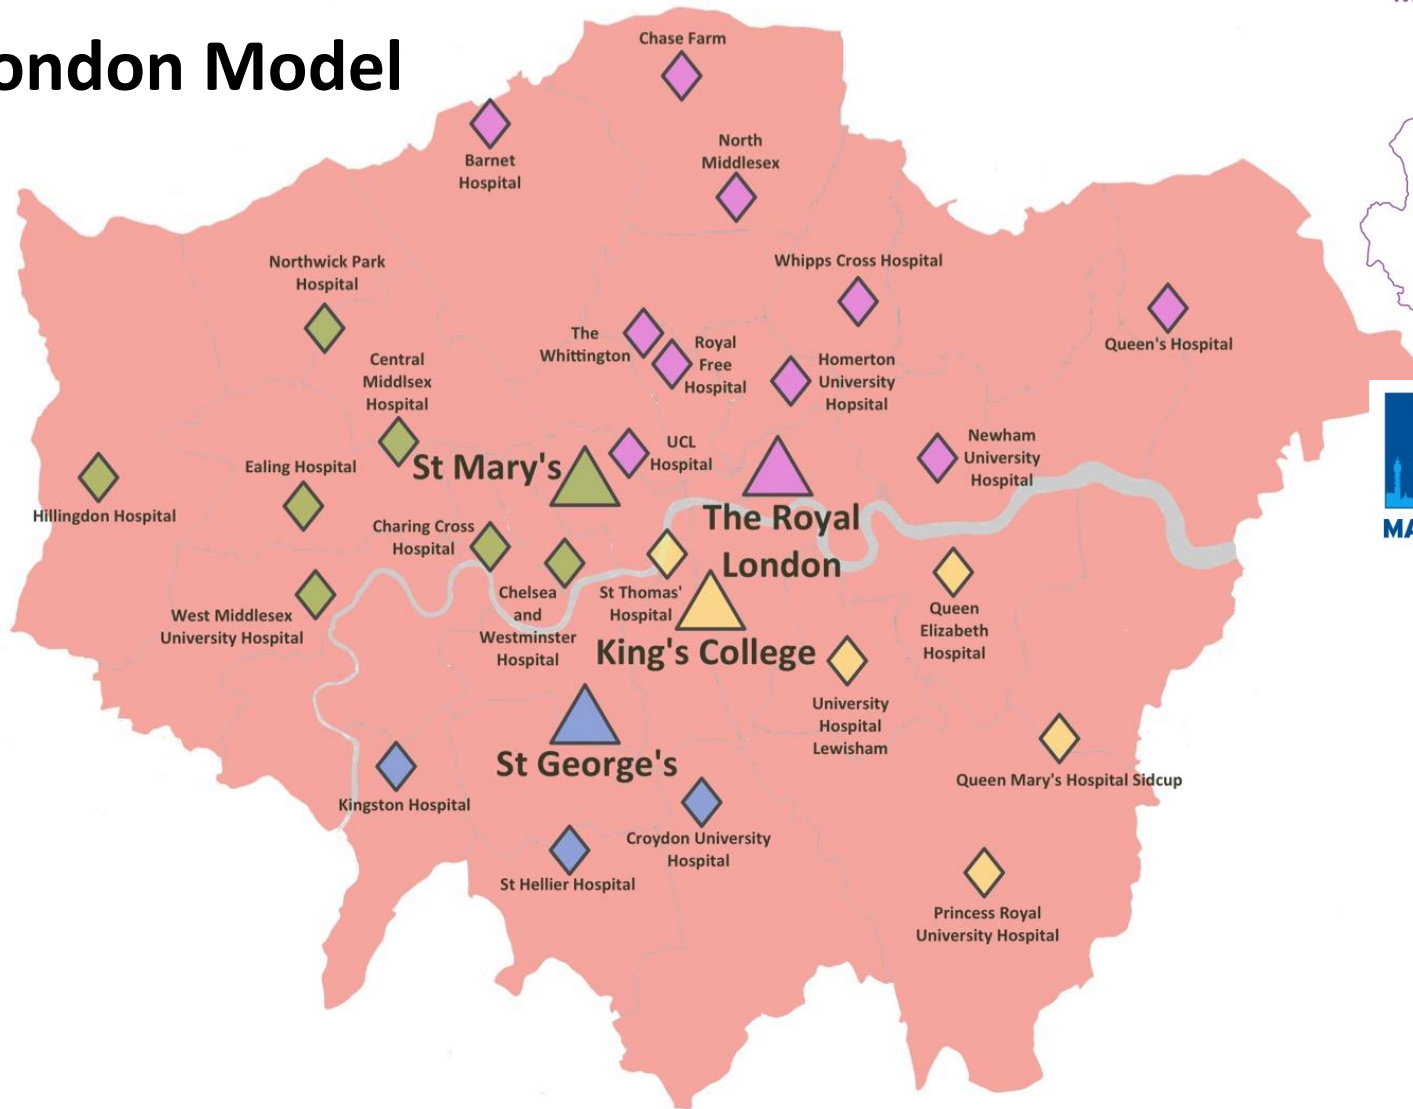 ondon Model
Chase Farm
Barnet
Hospital
North
Middlesex
Northwick Park
Hospital
Whipps Cross Hospital
The
Whittington
Royal
Free
Hospital
Homerton
University
Hopsital
Queen's Hospital
Central
Middlsex
Hospital
St Mary's
UCL
Hospital
Newham
University
Hospital
Ealing Hospital
Hillingdon Hospital
Charing Cross
Hospital
The Royal
London
MA
Chelsea
and
Westminster
Hospital
St Thomas'
Hospital
West Middlesex
University Hospital
Queen
Elizabeth
Hospital
King's College
University
Hospital
Lewisham
St George's
Kingston Hospital
Queen Mary's Hospital Sidcup
Croydon University
Hospital
St Hellier Hospital
Princess Royal
University Hospital